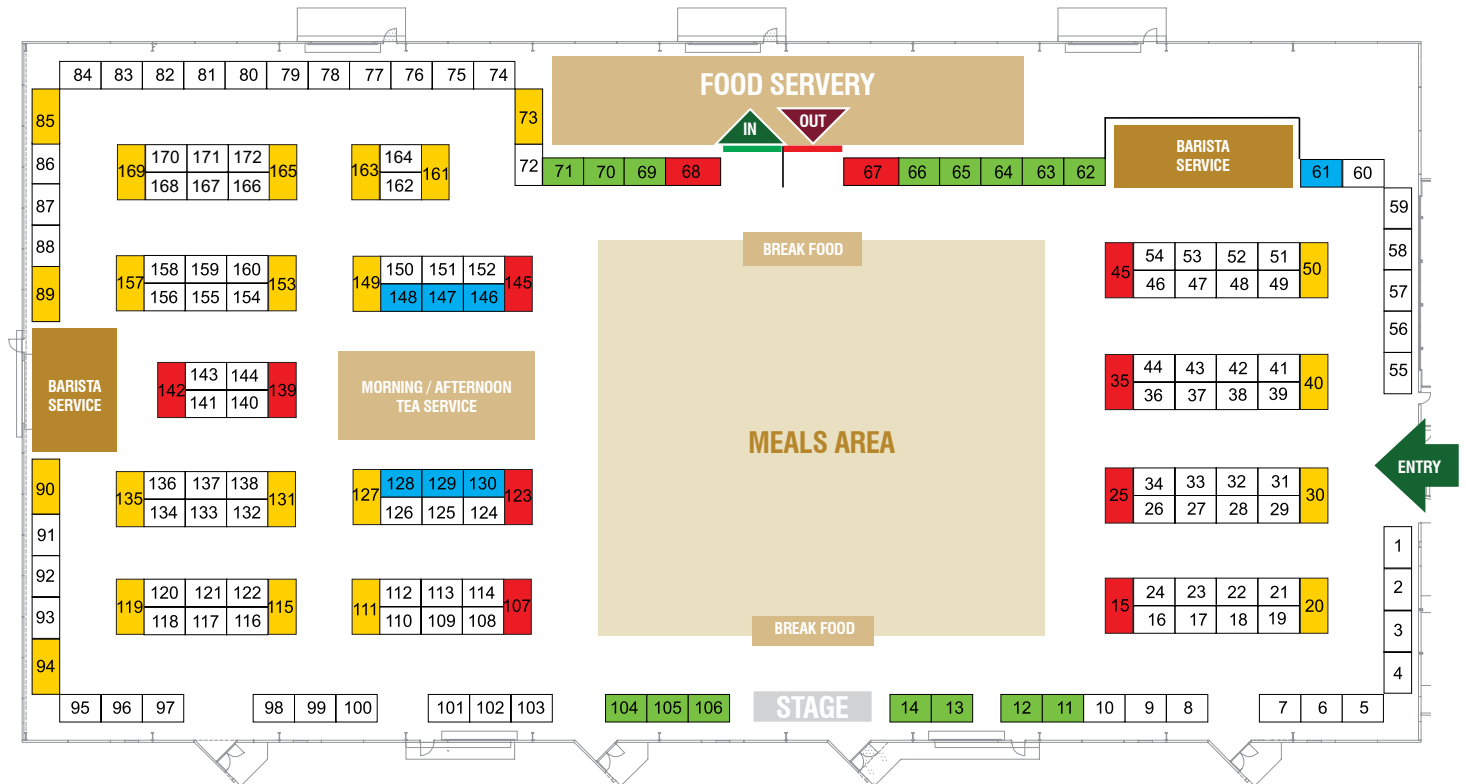 84 83 82 81 80 79 78 77 76 75 74
FOOD SERVERY
IN OUT
85
73
BARISTA
SERVICE
86
169 170 171 172 165
168 167 166
163 164 161
162
72 71 70 69 68
67 66 65 64 63 62
61 60
87
59
88
58
89
BREAK FOOD
157 158 159 160 153
156 155 154
149 150 151 152 145
148 147 146
45 54 53 52 51 50
46 47 48 49
57
56
55
BARISTA
SERVICE
142 143 144 139
141 140
MORNING / AFTERNOON
TEA SERVICE
MEALS AREA
35 44 43 42 41 40
36 37 38 39
ENTRY
90
135 136 137 138 131
134 133 132
127 128 129 130 123
126 125 124
25 34 33 32 31 30
26 27 28 29
91
1
92
2
93
3
94
4
119 120 121 122 115
118 117 116
111 112 113 114 107
110 109 108
15 24 23 22 21 20
16 17 18 19
BREAK FOOD
95 96 97
98 99 100
101 102 103
104 105 106
STAGE
14 13
12 11 10 9 8
7 6 5